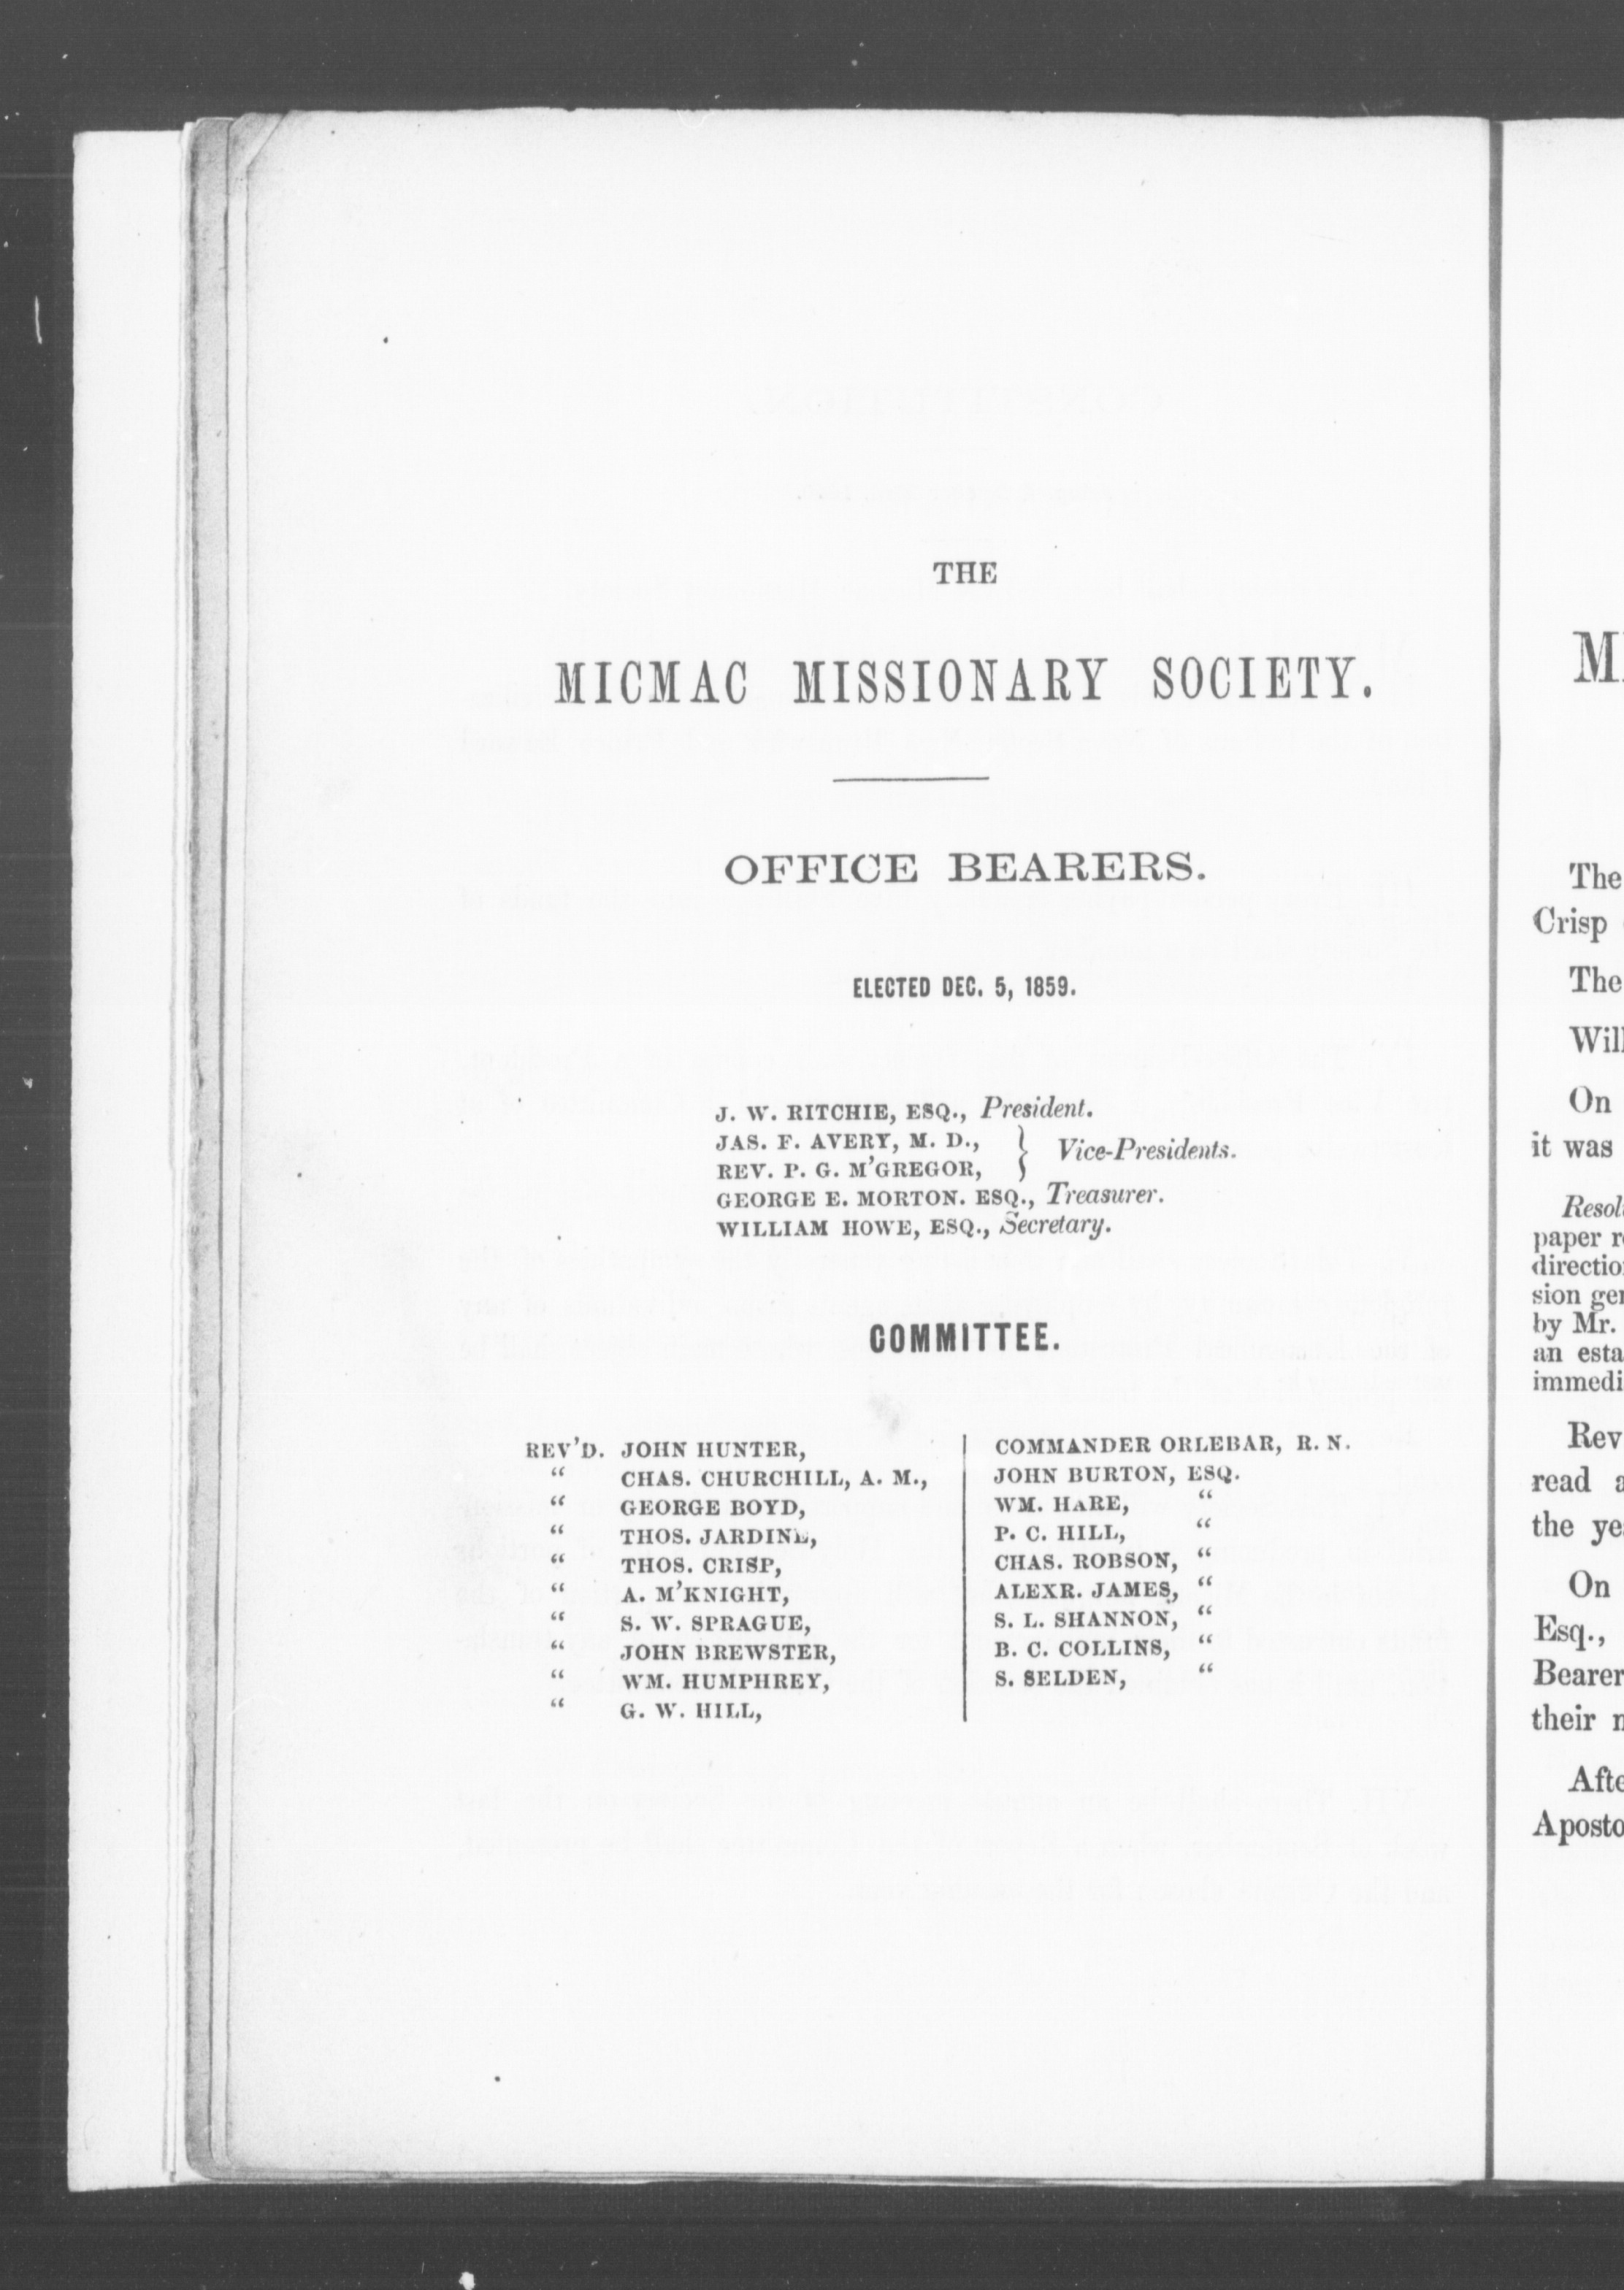 THE
MICMAC MISSIONARY SOCIETY.
OFFICE BEARERS.
ELECTED DEC. 5, 1859.
J. W. RITCHIE, ESQ., President.
JAS. F. AVERY, M. D., } Vice-Presidents.
REV. P. G. M'GREGOR,
GEORGE E. MORTON. ESQ., Treasurer.
WILLIAM HOWE, ESQ., Secretary.
COMMITTEE.
REV'D. JOHN HUNTER,
“ CHAS. CHURCHILL, A. M.,
“ GEORGE BOYD,
“ THOS. JARDINE,
“ THOS. CRISP,
“ A. M'KNIGHT,
“ S. W. SPRAGUE,
“ JOHN BREWSTER,
“ WM. HUMPHREY,
“ G. W. HILL,
COMMANDER ORLEBAR, R. N.
JOHN BURTON, ESQ.
WM. HARE, “
P. C. HILL, “
CHAS. ROBSON, “
ALEXR. JAMES, “
S. L. SHANNON, “
B. C. COLLINS, “
S. SELDEN, “
The
Crisp
The
On
it was
paper
by Mr.
an
Rev
read
the
On
Esq.,
their